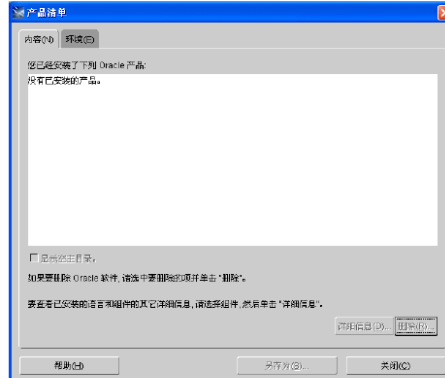 产品清单
内容(N) 环境(E)
您已经安装了下列 Oracle 产品:
没有已安装的产品。
显示空主目录。
如果要删除 Oracle 软件, 请选中要删除的项并单击 "删除"。
要查看已安装的语言和组件的其它详细信息, 请选择组件, 然后单击 "详细信息"。
详细信息(D)... 删除(R)...
帮助(H) 另存为(S)... 关闭(C)